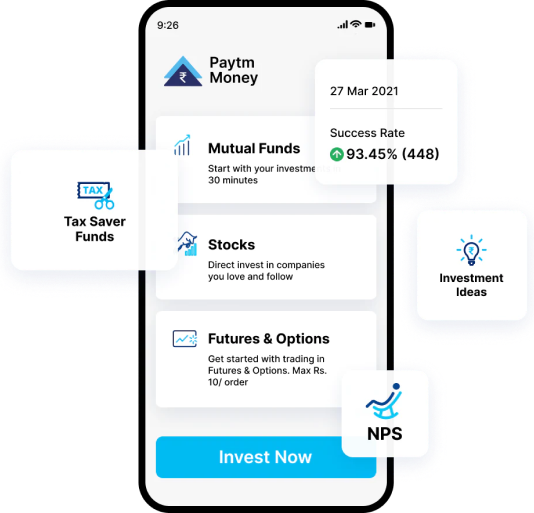 9:26
Paytm
Money
₹
27 Mar 2021
Success Rate
93.45% (448)
Mutual Funds
Start with your investme
30 minutes
TAX
Tax Saver
Funds
Stocks
Direct invest in companies
you love and follow
₹
Investment
Ideas
Futures & Options
Get started with trading in
Futures & Options. Max Rs.
10/ order
NPS
Invest Now